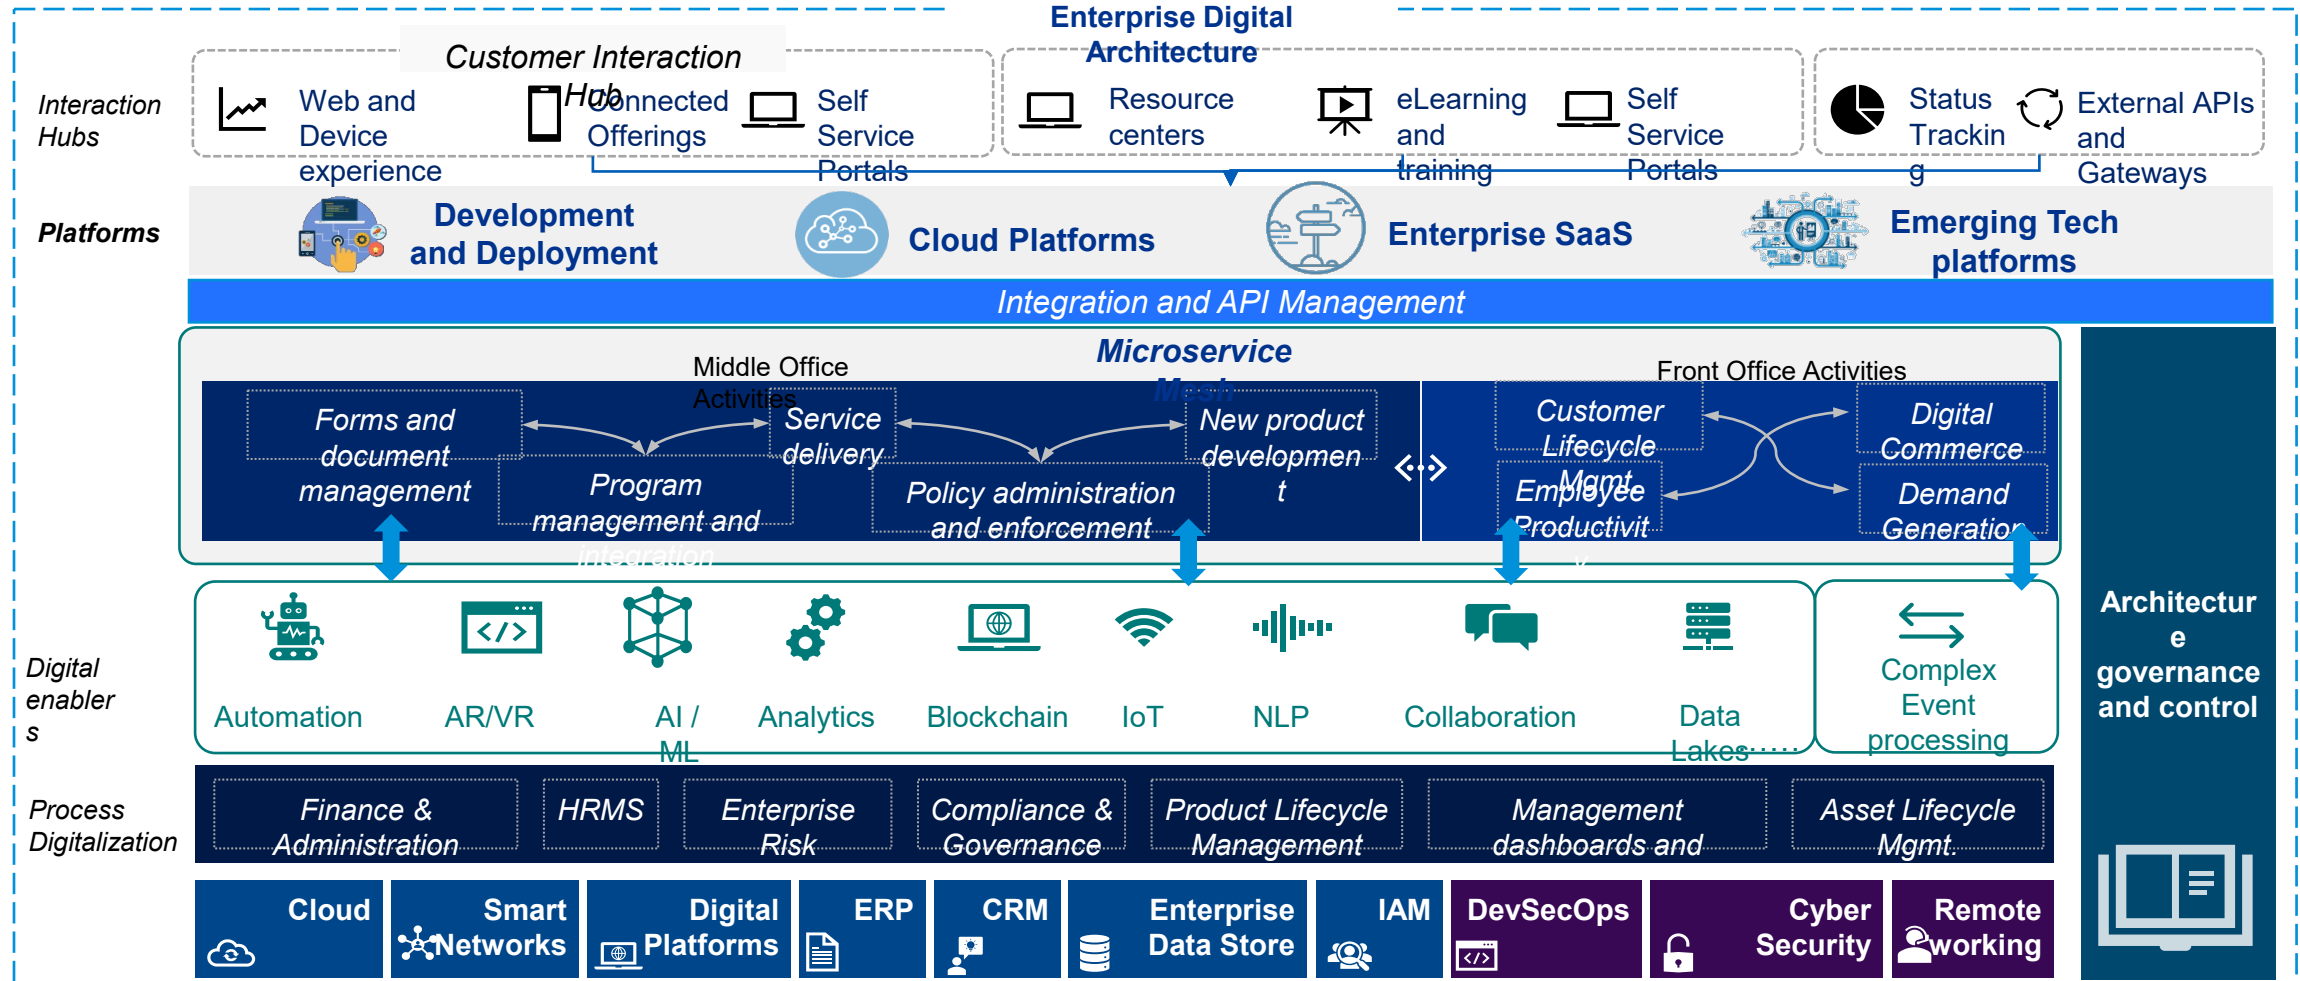 Enterprise Digital
Architecture
Customer Interaction
Hub
Interaction
Hubs
Web and
Device
experience
Connected
Offerings
Self
Service
Portals
Resource
centers
eLearning
and
training
Self
Service
Portals
Status
Trackin
g
External APIs
and
Gateways
Platforms
Development
and Deployment
Cloud Platforms
Enterprise SaaS
Emerging Tech
platforms
Integration and API Management
Microservice
Mesh
Middle Office
Activities
Front Office Activities
Forms and
document
management
Program
management and
integration
Service
delivery
Policy administration
and enforcement
New product
developmen
t
Customer
Lifecycle
Mgmt.
Employee
Productivit
y
Digital
Commerce
Demand
Generation
Architectur
e
governance
and control
Digital
enabler
s
Automation
AR/VR
AI /
ML
Analytics
Blockchain
IoT
NLP
Collaboration
Data
Lakes
......
Complex
Event
processing
Process
Digitalization
Finance &
Administration
HRMS
Enterprise
Risk
Compliance &
Governance
Product Lifecycle
Management
Management
dashboards and
Asset Lifecycle
Mgmt.
Cloud
Smart
Networks
Digital
Platforms
ERP
CRM
Enterprise
Data Store
IAM
DevSecOps
Cyber
Security
Remote
working